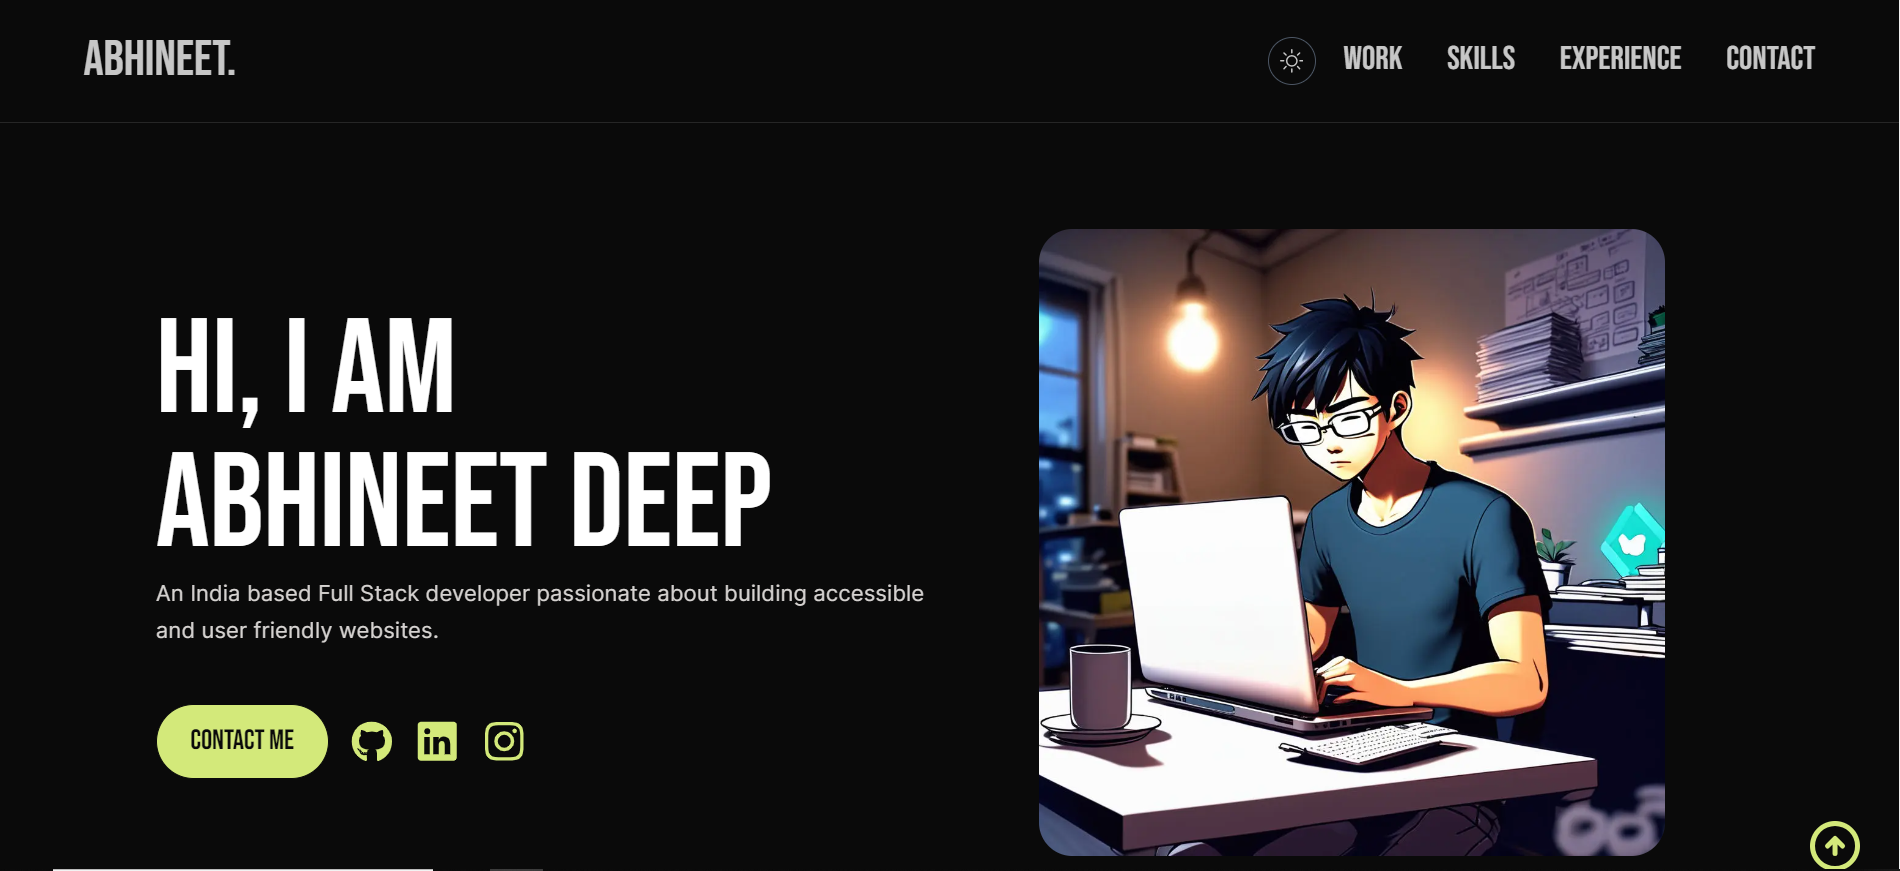 ABHINEET.
WORK
SKILLS
EXPERIENCE
CONTACT
HI, I AM
ABHINEET DEEP
An India based Full Stack developer passionate about building accessible
and user friendly websites.
CONTACT ME
in